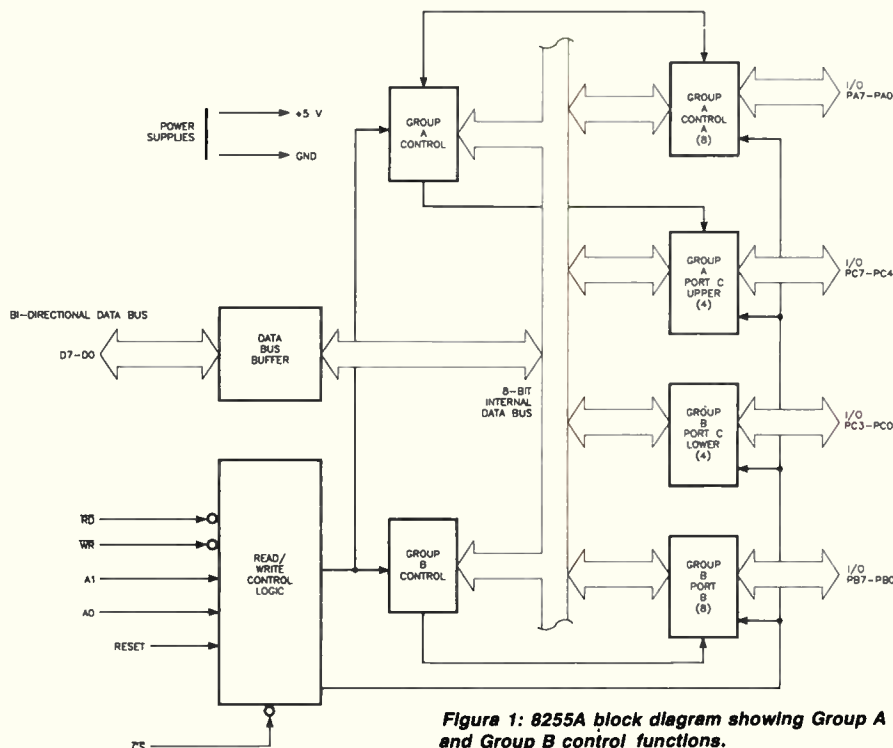 POWER
SUPPLIES
+5 V
GND
GROUP
A
CONTROL
GROUP
A
CONTROL
A
(8)
I/O
PA7-PA0
GROUP
A
PORT C
UPPER
(4)
I/O
PC7-PC4
BI-DIRECTIONAL DATA BUS
D7-D0
DATA
BUS
BUFFER
8-BIT
INTERNAL
DATA BUS
GROUP
B
PORT C
LOWER
(4)
I/O
PC3-PC0
RD
WR
A1
A0
RESET
CS
READ/
WRITE
CONTROL
LOGIC
GROUP
B
CONTROL
GROUP
B
PORT
B
(8)
I/O
PB7-PB0
Figura 1: 8255A block diagram showing Group A
and Group B control functions.